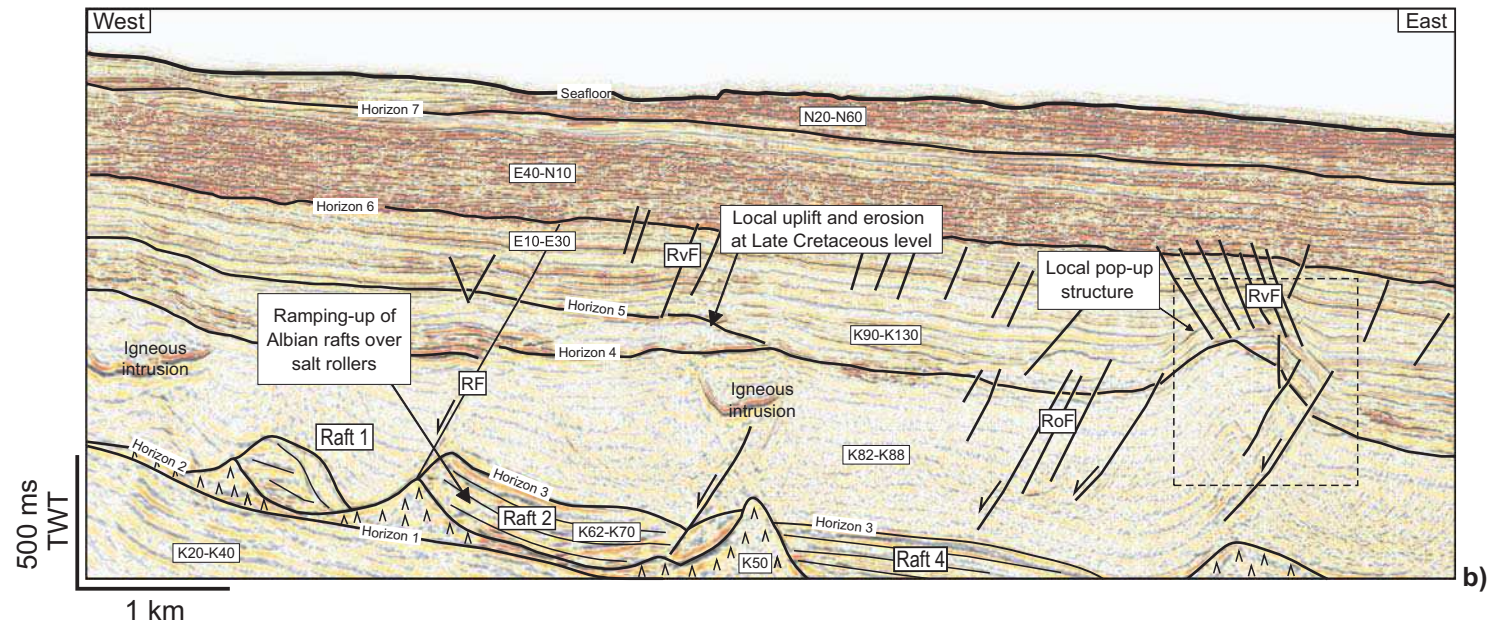 West
East
Seafloor
Horizon 7
N20-N60
E40-N10
Horizon 6
E10-E30
RvF
Local uplift and erosion
at Late Cretaceous level
Local pop-up
structure
RvF
Ramping-up of
Albian rafts over
salt rollers
Horizon 5
K90-K130
Horizon 4
Igneous
intrusion
RF
Igneous
intrusion
RoF
Raft 1
K82-K88
Horizon 2
Horizon 3
Raft 2
K62-K70
Horizon 3
Horizon 1
K20-K40
K50
Raft 4
500 ms
TWT
1 km
b)